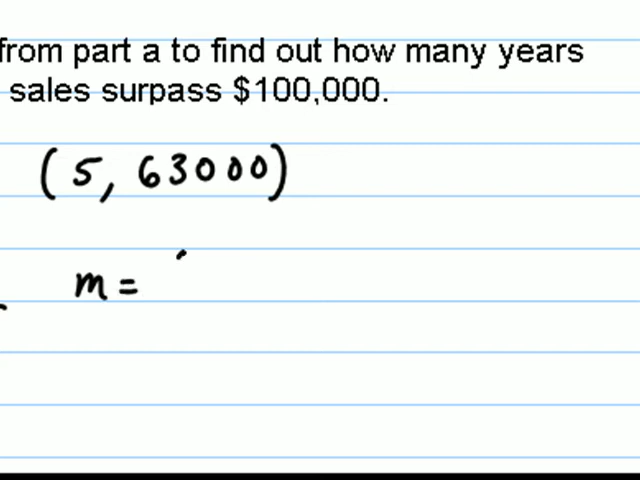 from part a to find out how many years
sales surpass $100,000.
(5, 63000)
m =